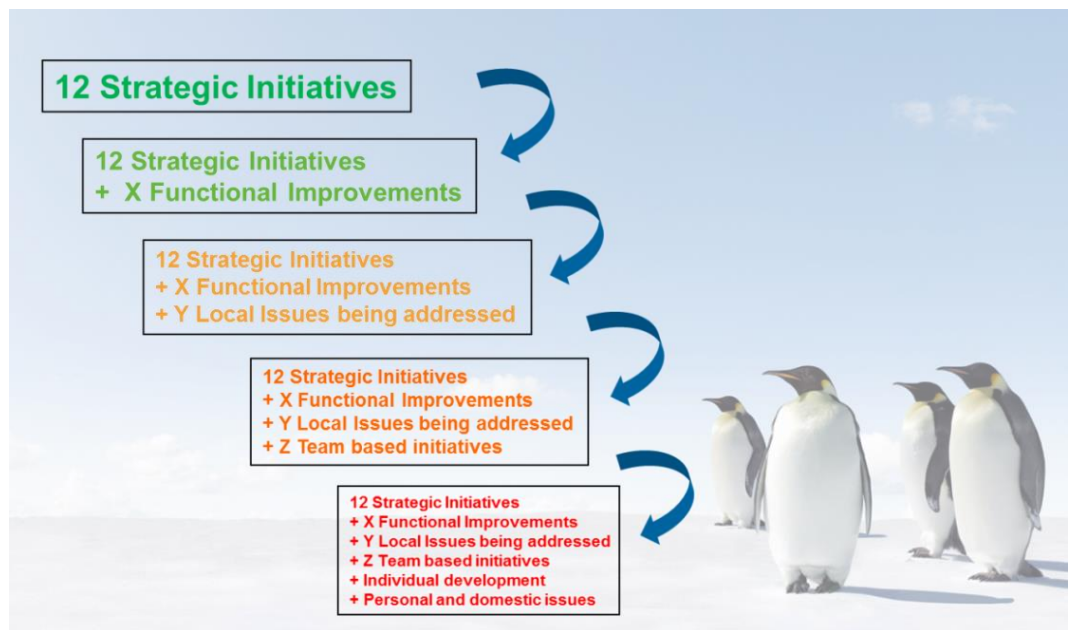 12 Strategic Initiatives
12 Strategic Initiatives
+ X Functional Improvements
12 Strategic Initiatives
+ X Functional Improvements
+ Y Local Issues being addressed
12 Strategic Initiatives
+ X Functional Improvements
+ Y Local Issues being addressed
+ Z Team based initiatives
12 Strategic Initiatives
+ X Functional Improvements
+ Y Local Issues being addressed
+ Z Team based initiatives
+ Individual development
+ Personal and domestic issues